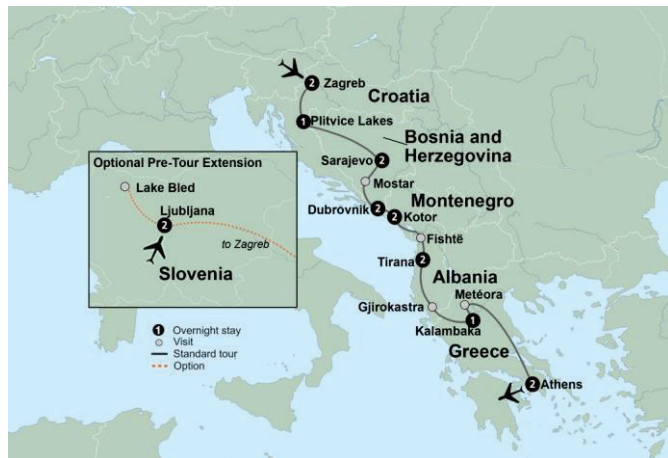 2 Zagreb
Croatia
1 Plitvice Lakes
Bosnia and
Herzegovina
Sarajevo 2
Optional Pre-Tour Extension
Lake Bled
Ljubljana
2
to Zagreb
Slovenia
Mostar
Montenegro
Dubrovnik 2
2 Kotor
Fishtë
Tirana 2
Albania
Metéora
Gjirokastra
1
Kalambaka
Greece
2 Athens
1 Overnight stay
Visit
Standard tour
Option